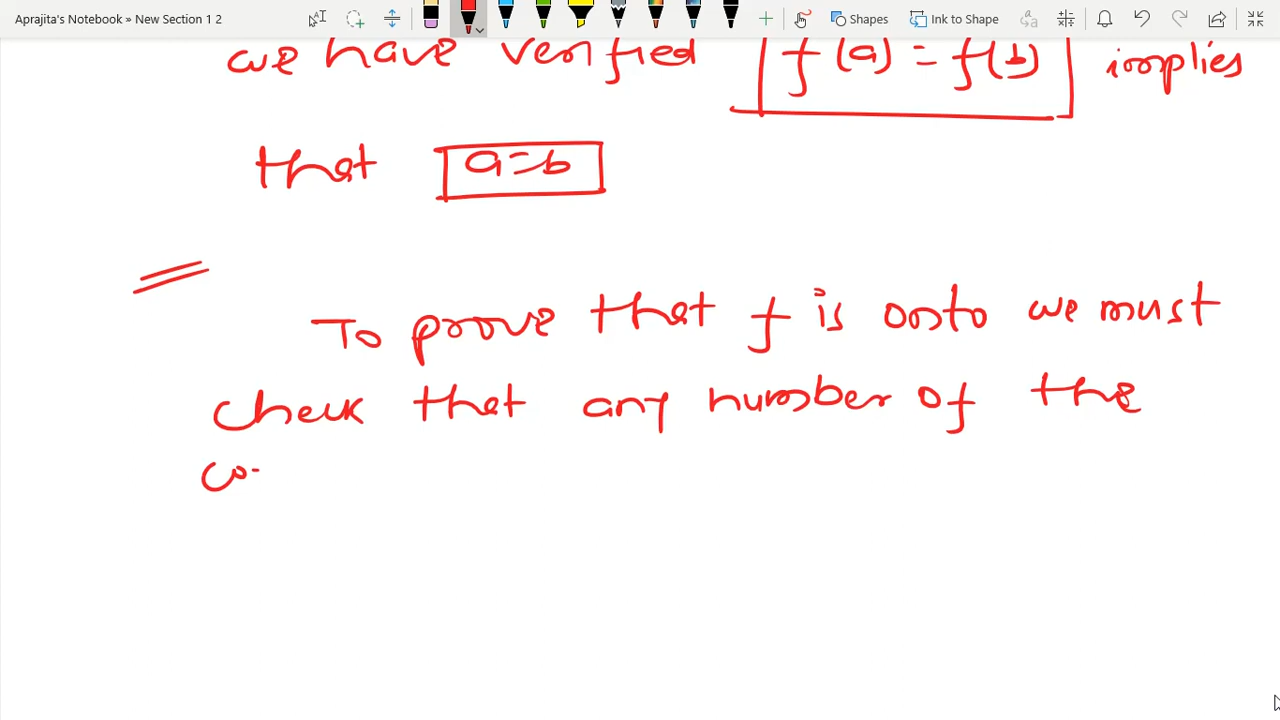 Aprajita's Notebook » New Section 1 2
Shapes
Ink to Shape
we have verified f(a) = f(b) implies
that a=b
To prove that f is onto we must
check that any number of the
co-